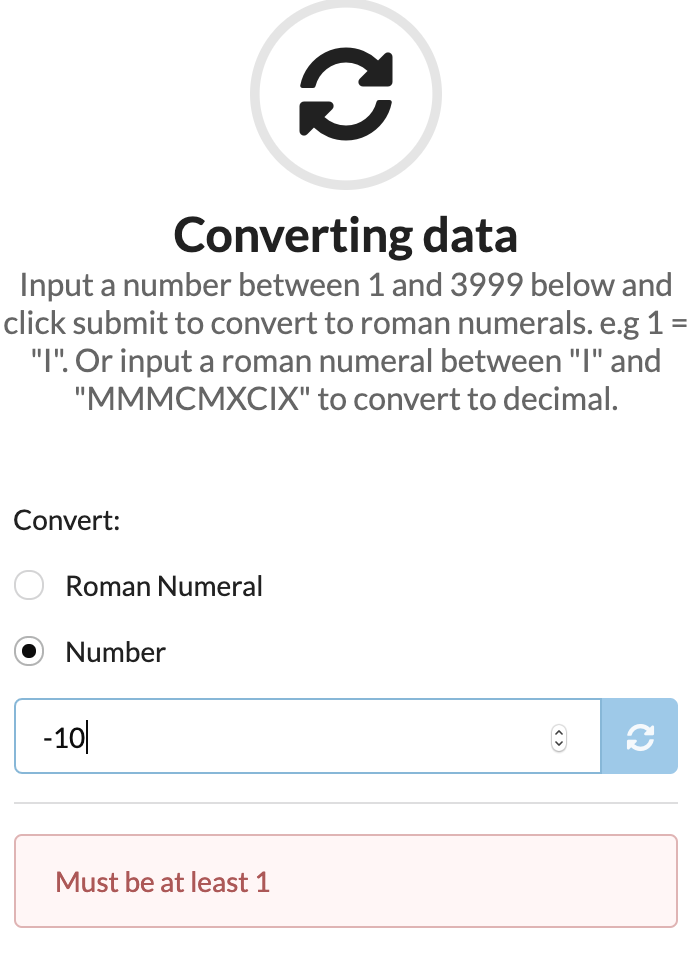 Converting data
Input a number between 1 and 3999 below and
click submit to convert to roman numerals. e.g 1 =
"I". Or input a roman numeral between "I" and
"MMMCMXCIX" to convert to decimal.
Convert:
Roman Numeral
Number
-10
Must be at least 1